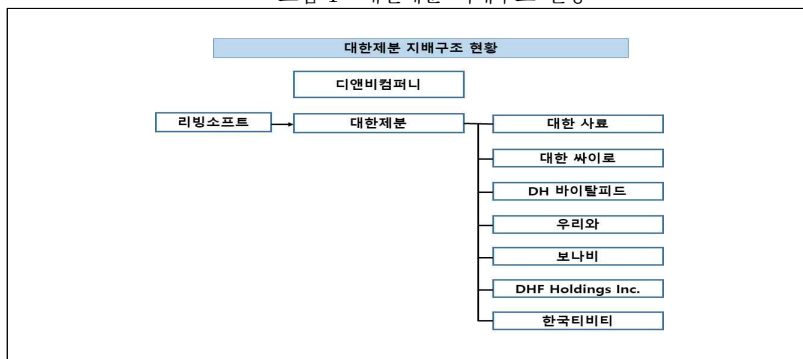 대한제분 지배구조 현황
디앤비컴퍼니
리빙소프트
대한제분
대한 사료
대한 싸이로
DH 바이탈피드
우리와
보나비
DHF Holdings Inc.
한국티비티